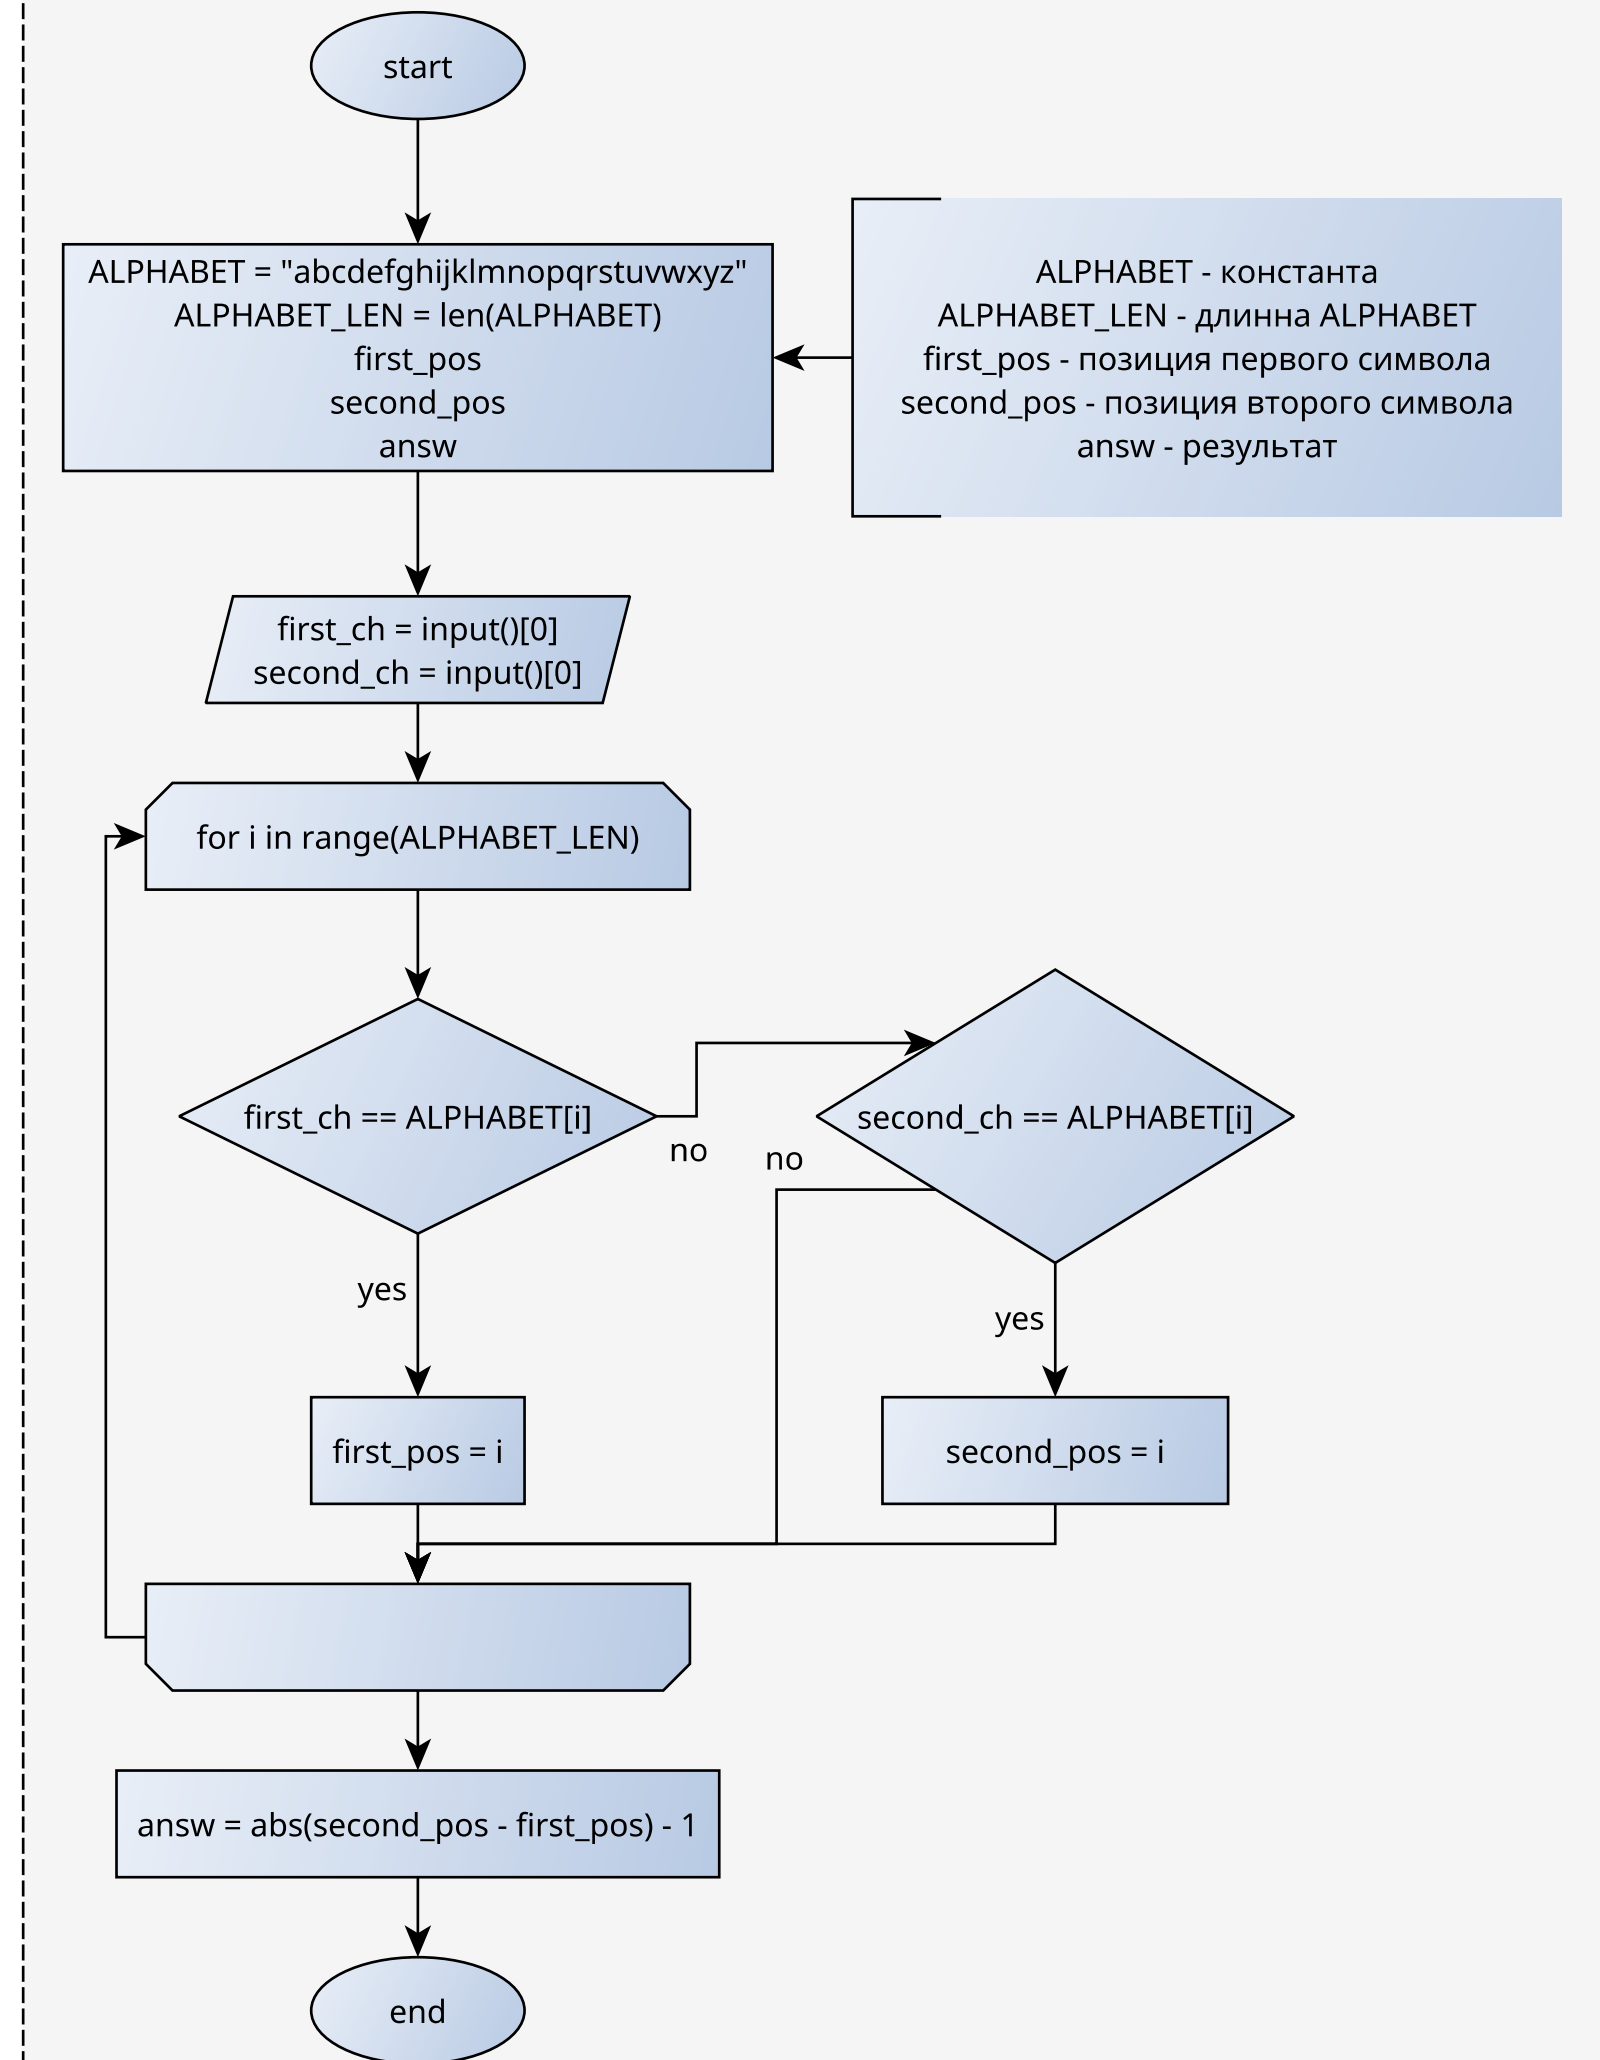 start
ALPHABET = "abcdefghijklmnopqrstuvwxyz"
ALPHABET_LEN = len(ALPHABET)
first_pos
second_pos
answ
ALPHABET - константа
ALPHABET_LEN - длинна ALPHABET
first_pos - позиция первого символа
second_pos - позиция второго символа
answ - результат
first_ch = input()[0]
second_ch = input()[0]
for i in range(ALPHABET_LEN)
first_ch == ALPHABET[i]
no
second_ch == ALPHABET[i]
no
yes
yes
first_pos = i
second_pos = i
answ = abs(second_pos - first_pos) - 1
end